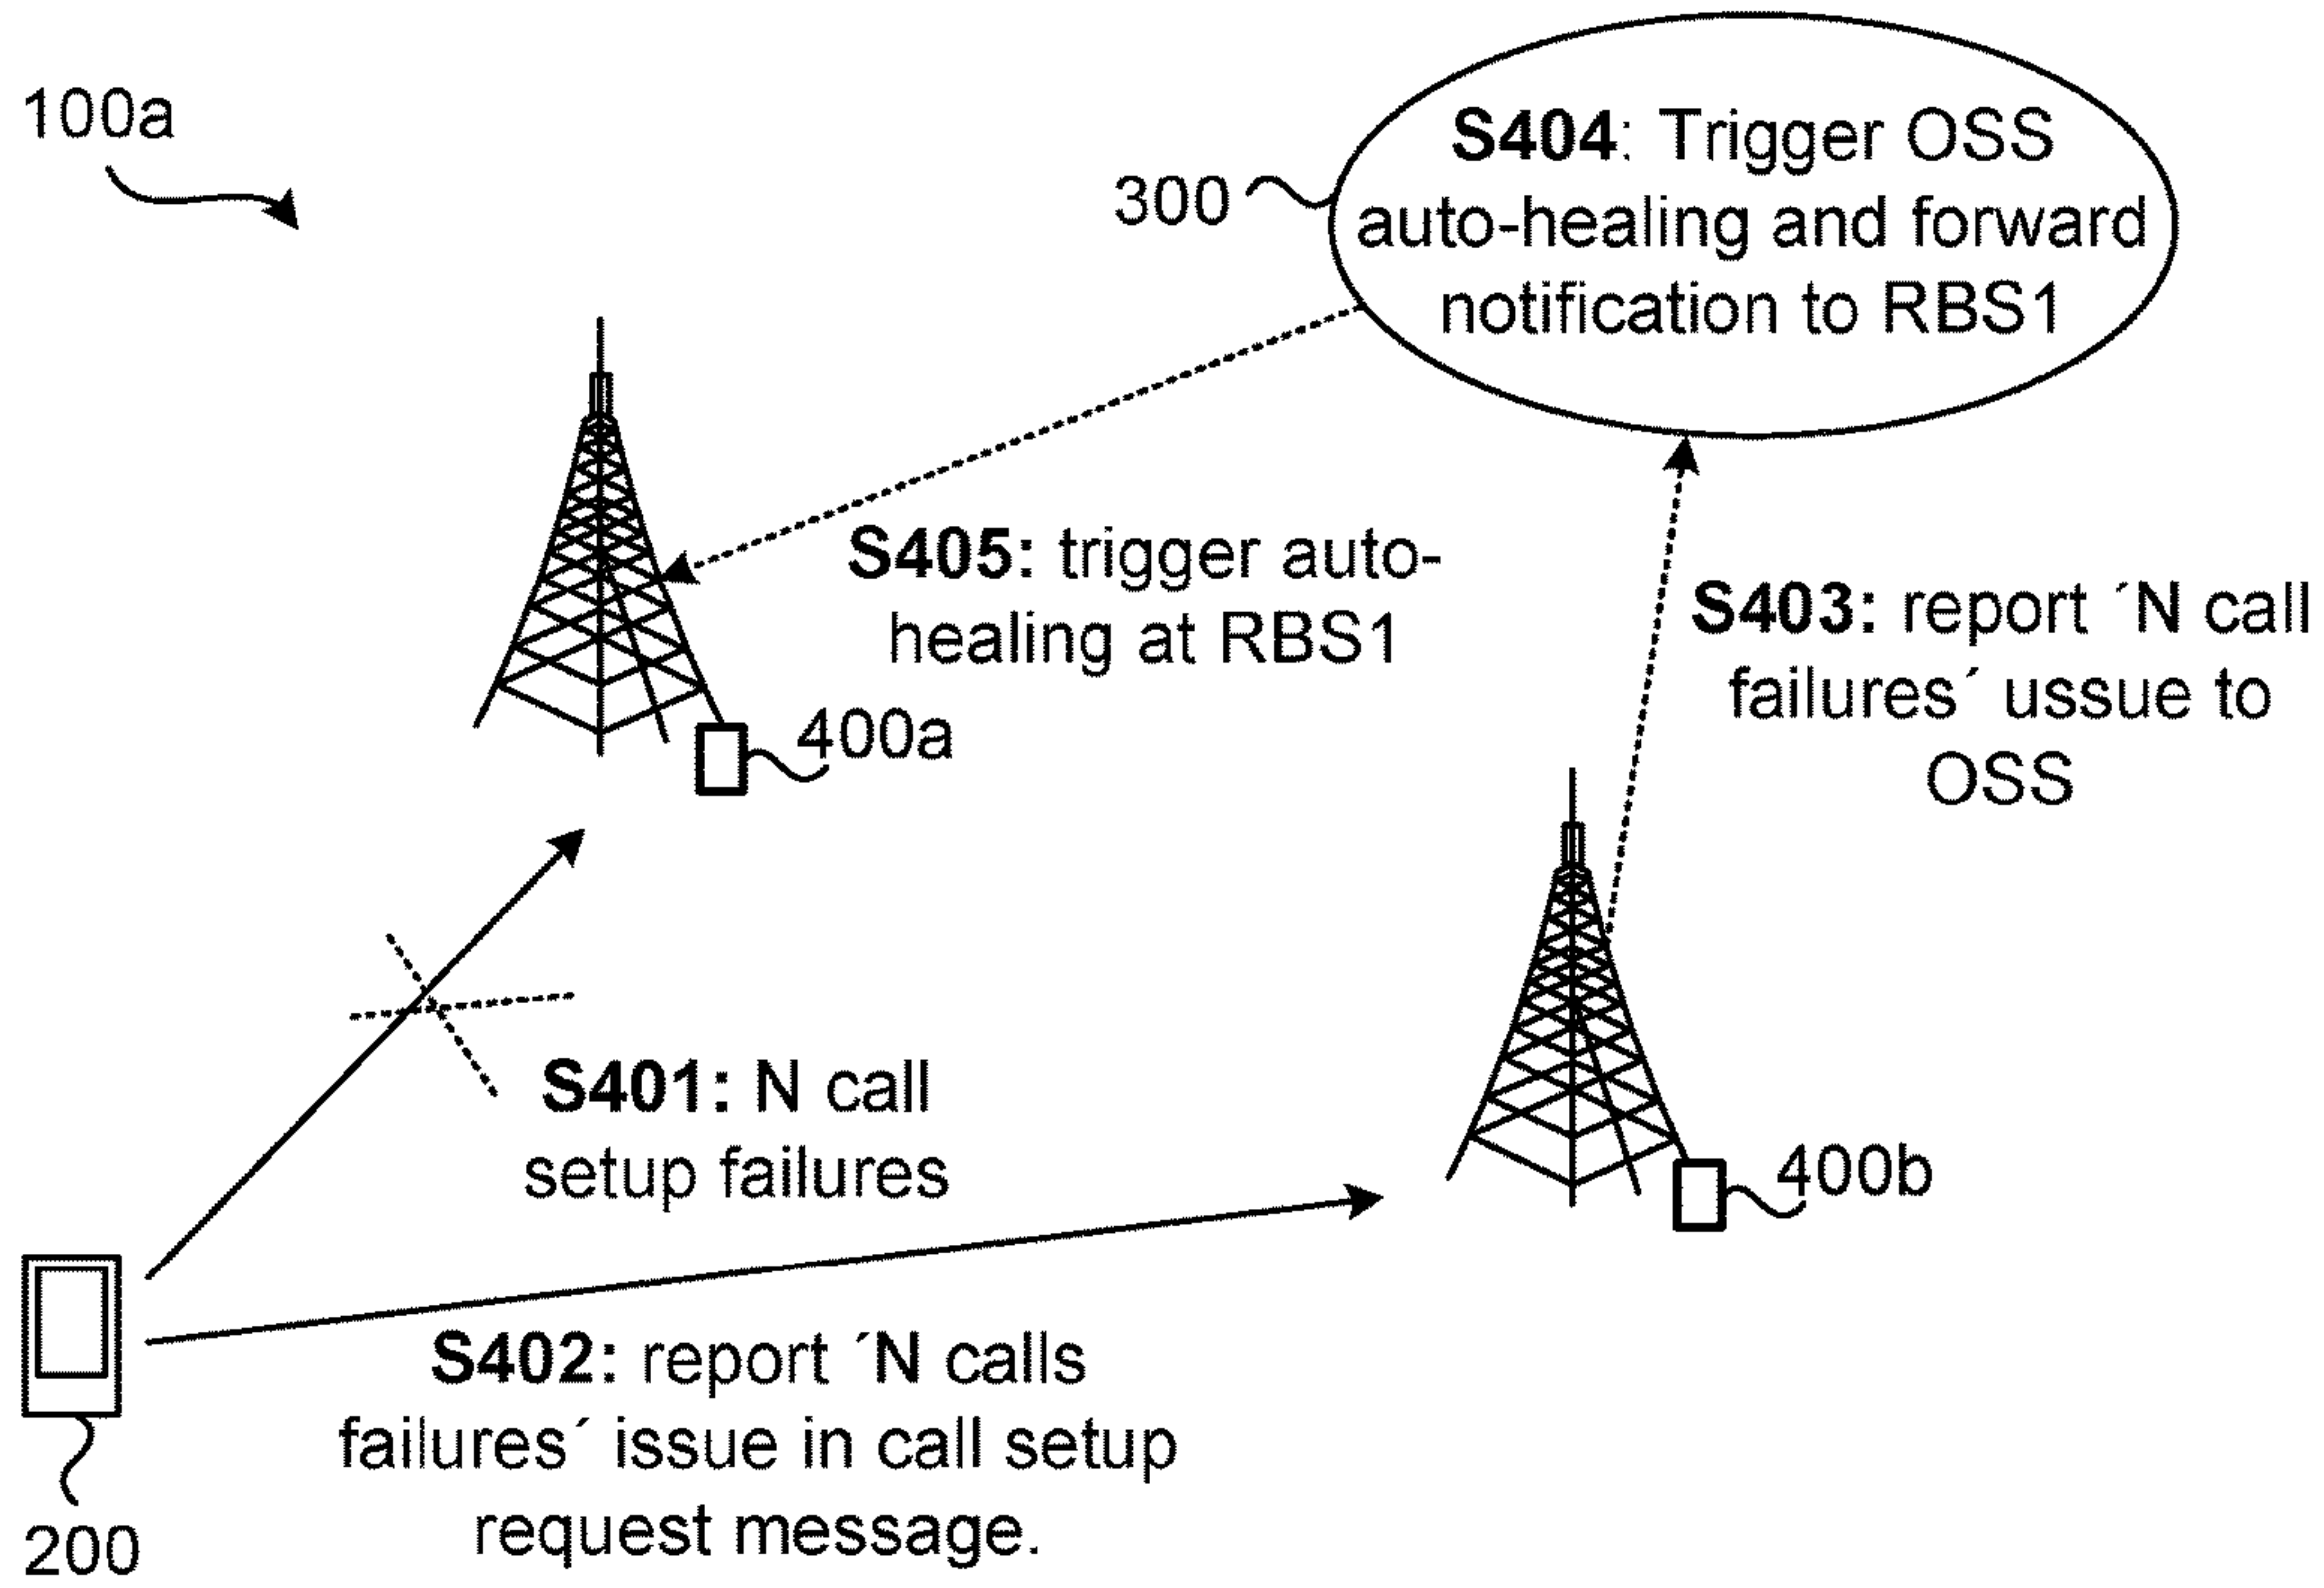 100a
300
S404: Trigger OSS
auto-healing and forward
notification to RBS1
S405: trigger auto-
healing at RBS1
400a
S403: report ´N call
failures´ ussue to
OSS
S401: N call
setup failures
400b
S402: report ´N calls
failures´ issue in call setup
request message.
200